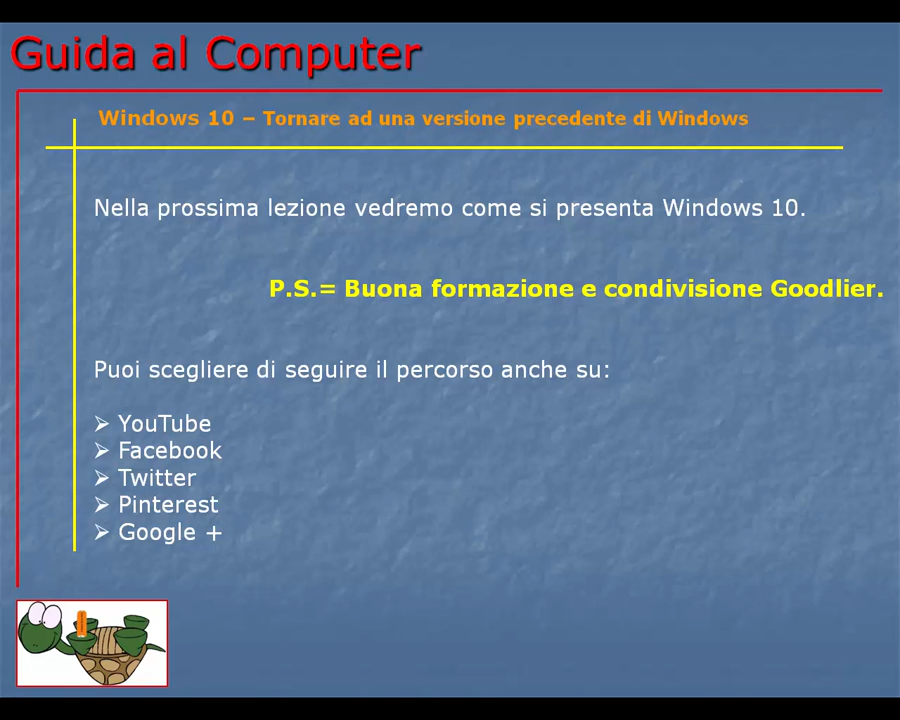 Guida al Computer
Windows 10 – Tornare ad una versione precedente di Windows
Nella prossima lezione vedremo come si presenta Windows 10.
P.S.= Buona formazione e condivisione Goodlier.
Puoi scegliere di seguire il percorso anche su:
➢ YouTube
➢ Facebook
➢ Twitter
➢ Pinterest
➢ Google +